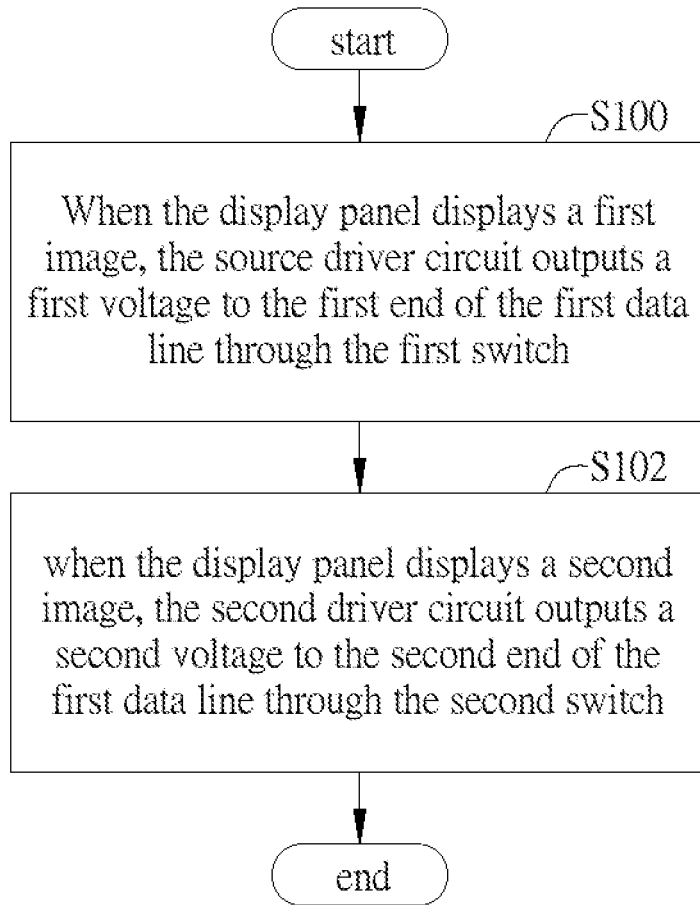 start
S100
When the display panel displays a first
image, the source driver circuit outputs a
first voltage to the first end of the first data
line through the first switch
S102
when the display panel displays a second
image, the second driver circuit outputs a
second voltage to the second end of the
first data line through the second switch
end